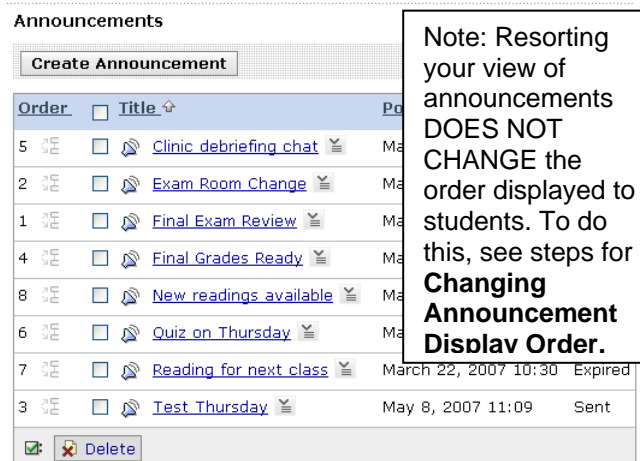 Announcements
Create Announcement
Note: Resorting
your view of
announcements
DOES NOT
CHANGE the
order displayed to
students. To do
this, see steps for
Changing
Announcement
Display Order.
Order Title Po
5 Clinic debriefing chat Ma
2 Exam Room Change Ma
1 Final Exam Review Ma
4 Final Grades Ready Ma
8 New readings available Ma
6 Quiz on Thursday Ma
7 Reading for next class March 22, 2007 10:30 Expired
3 Test Thursday May 8, 2007 11:09 Sent
Delete